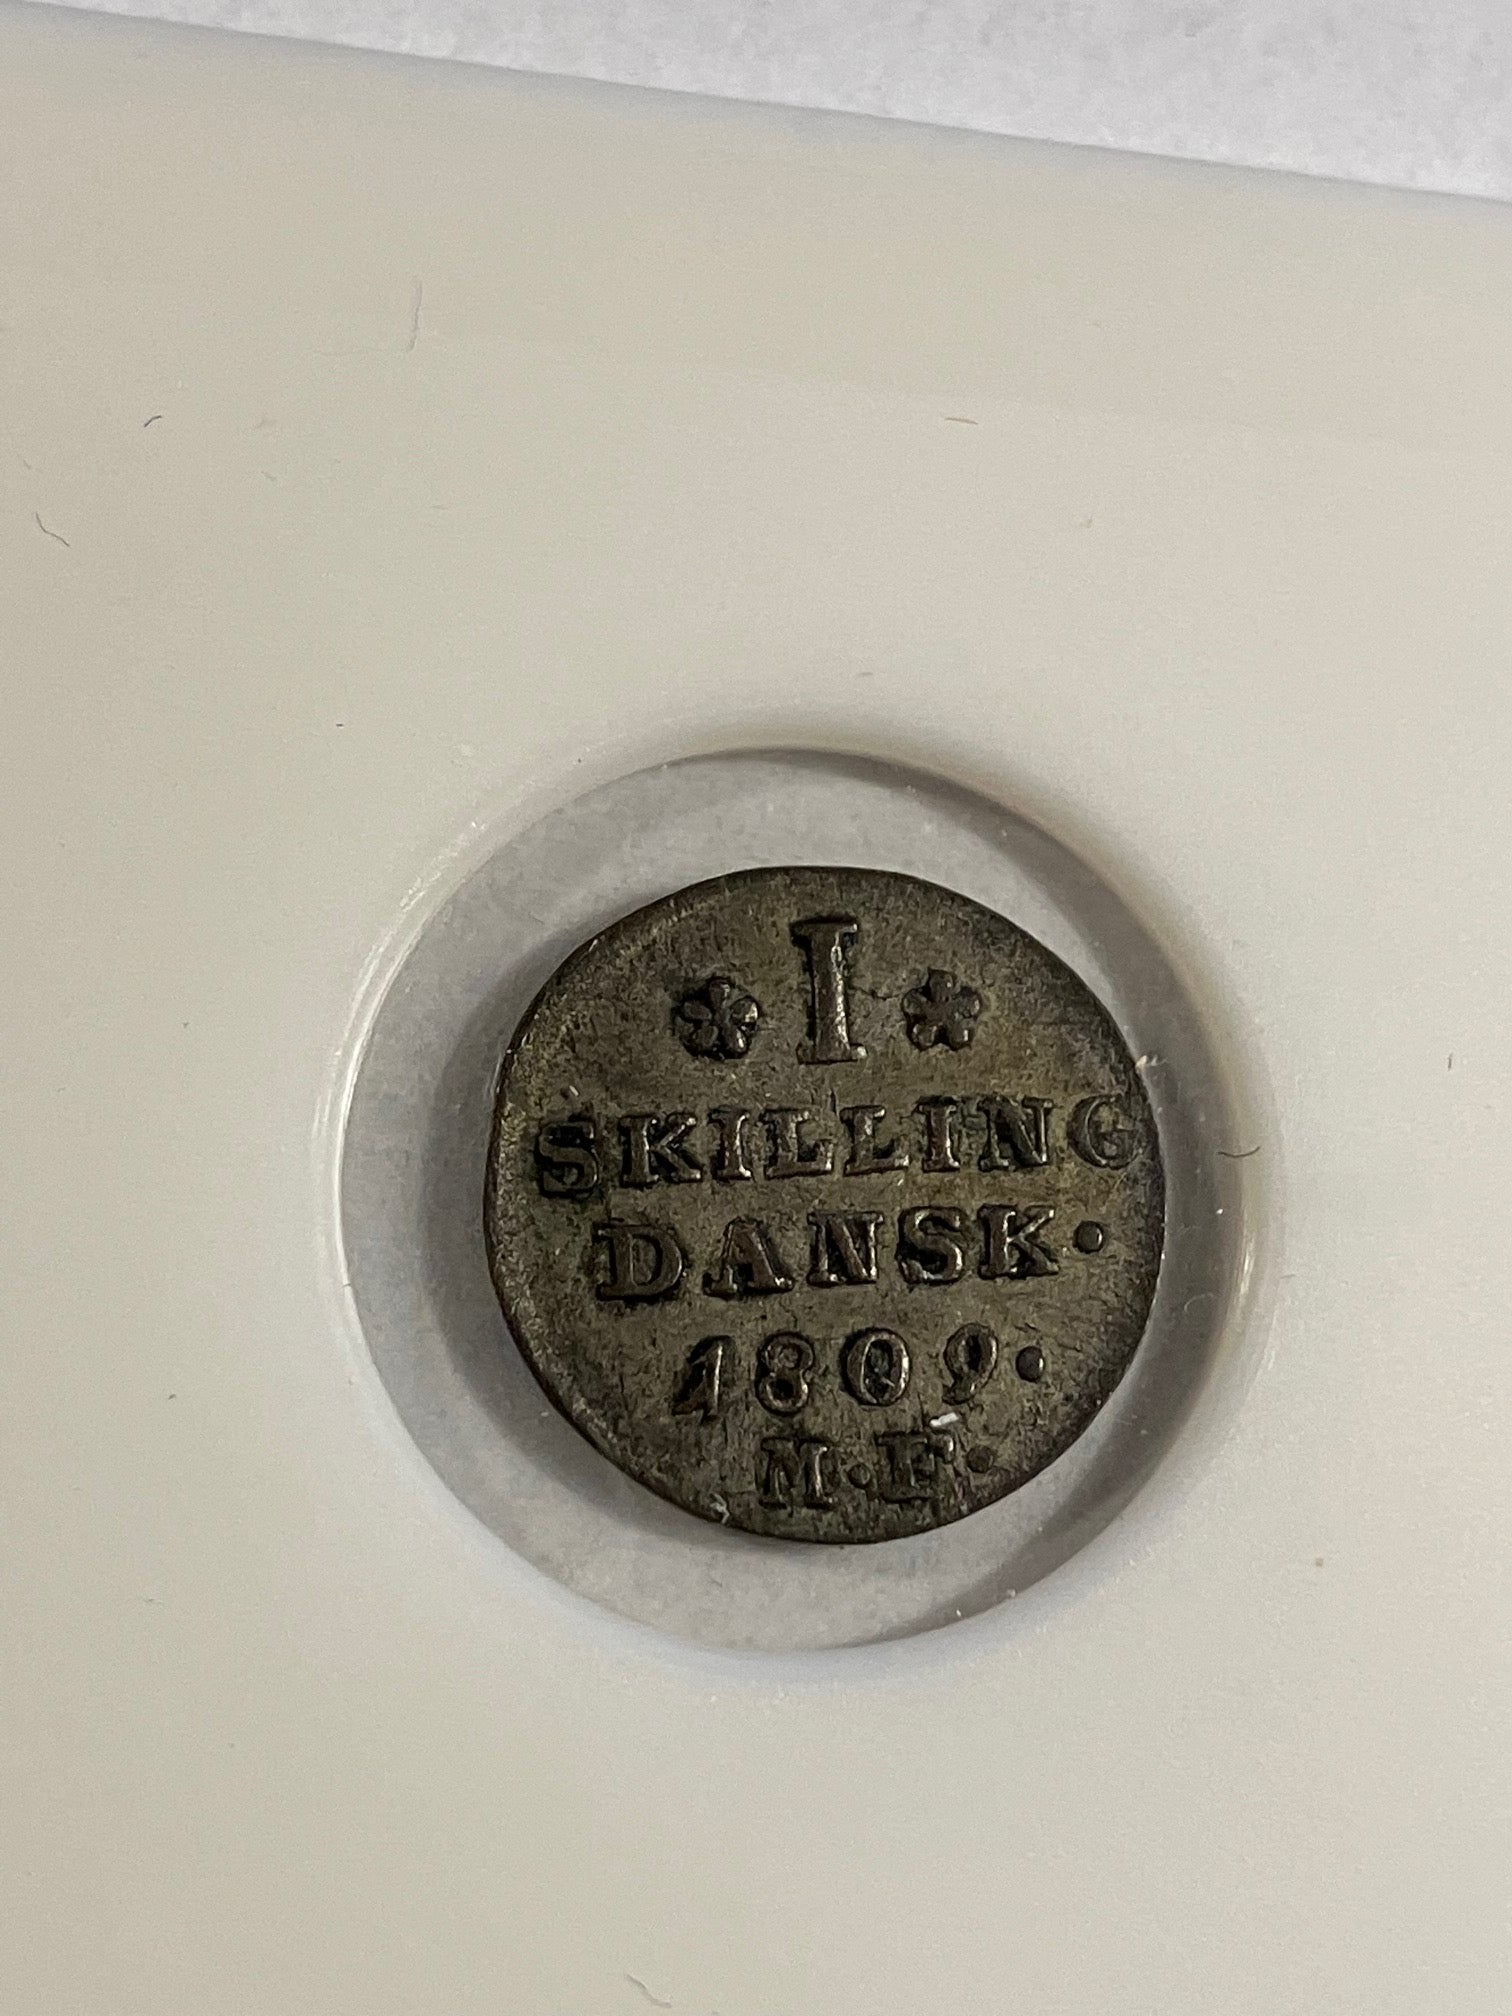 I
SKILLING
DANSK·
1809·
M·F·